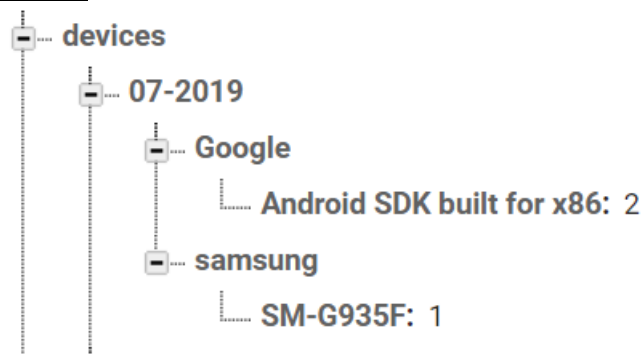 devices
07-2019
Google
Android SDK built for x86: 2
samsung
SM-G935F: 1